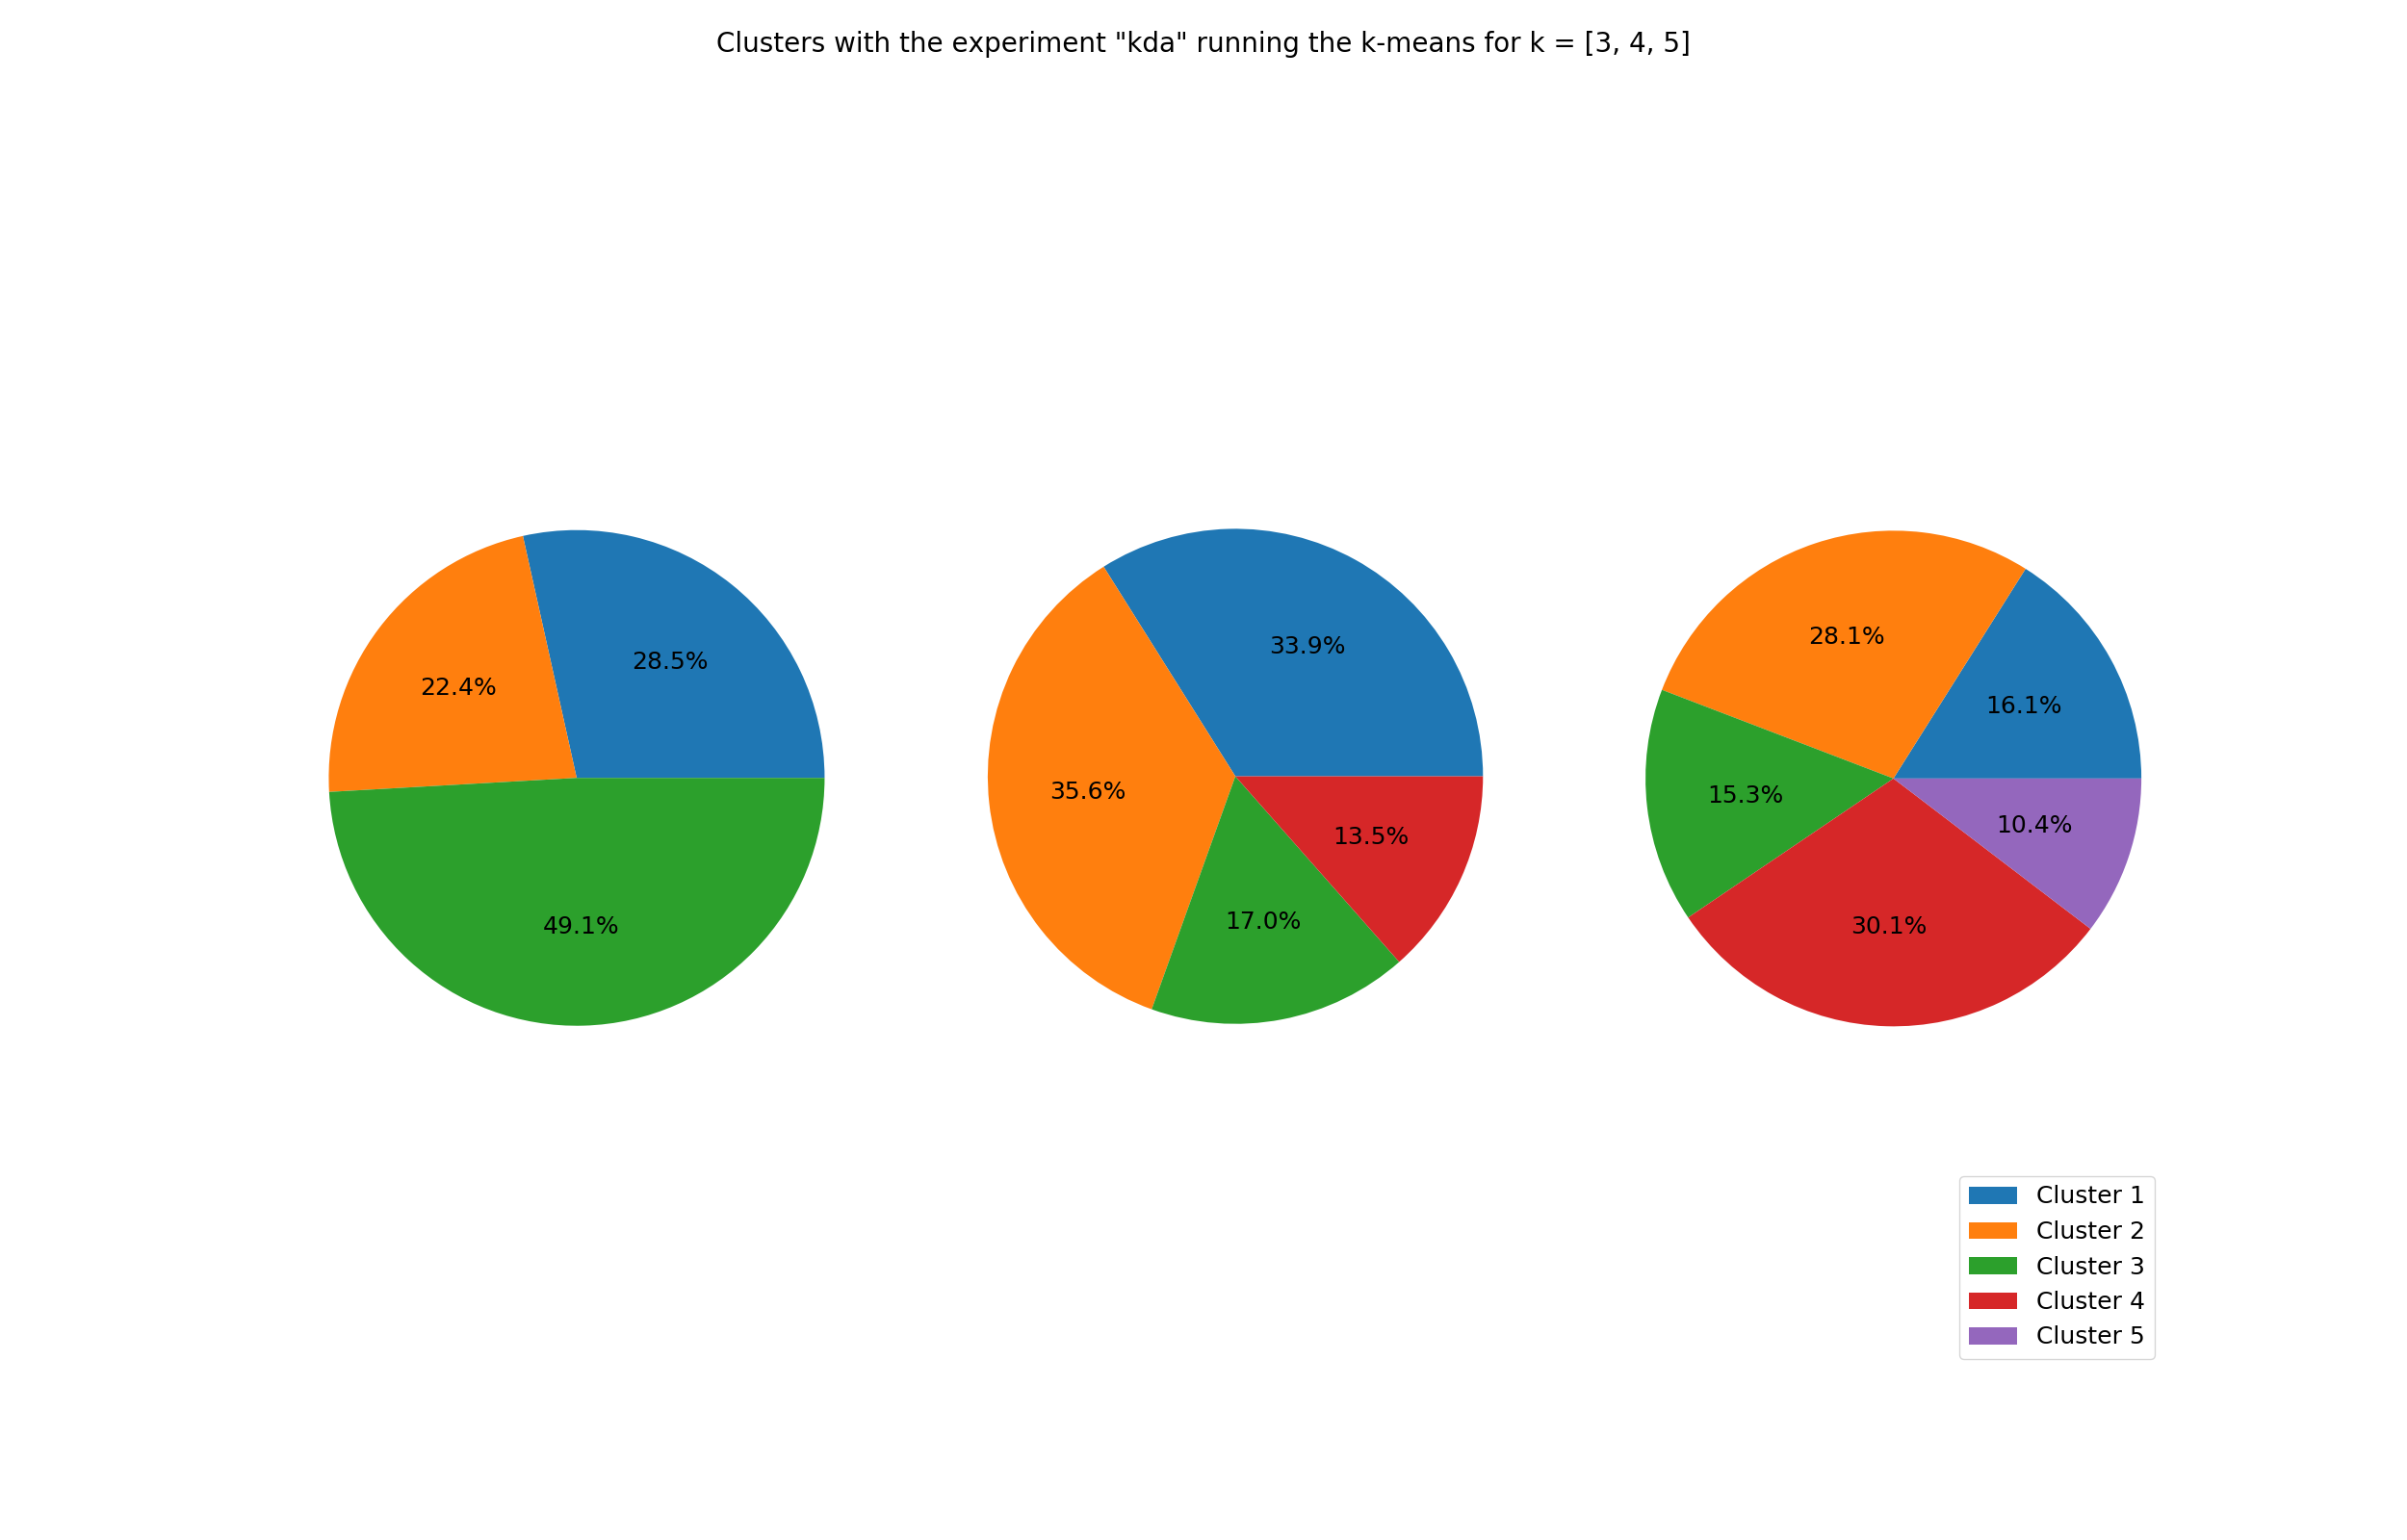 Clusters with the experiment "kda" running the k-means for k = [3, 4, 5]
28.5%
22.4%
49.1%
33.9%
35.6%
17.0%
13.5%
16.1%
28.1%
15.3%
30.1%
10.4%
Cluster 1
Cluster 2
Cluster 3
Cluster 4
Cluster 5